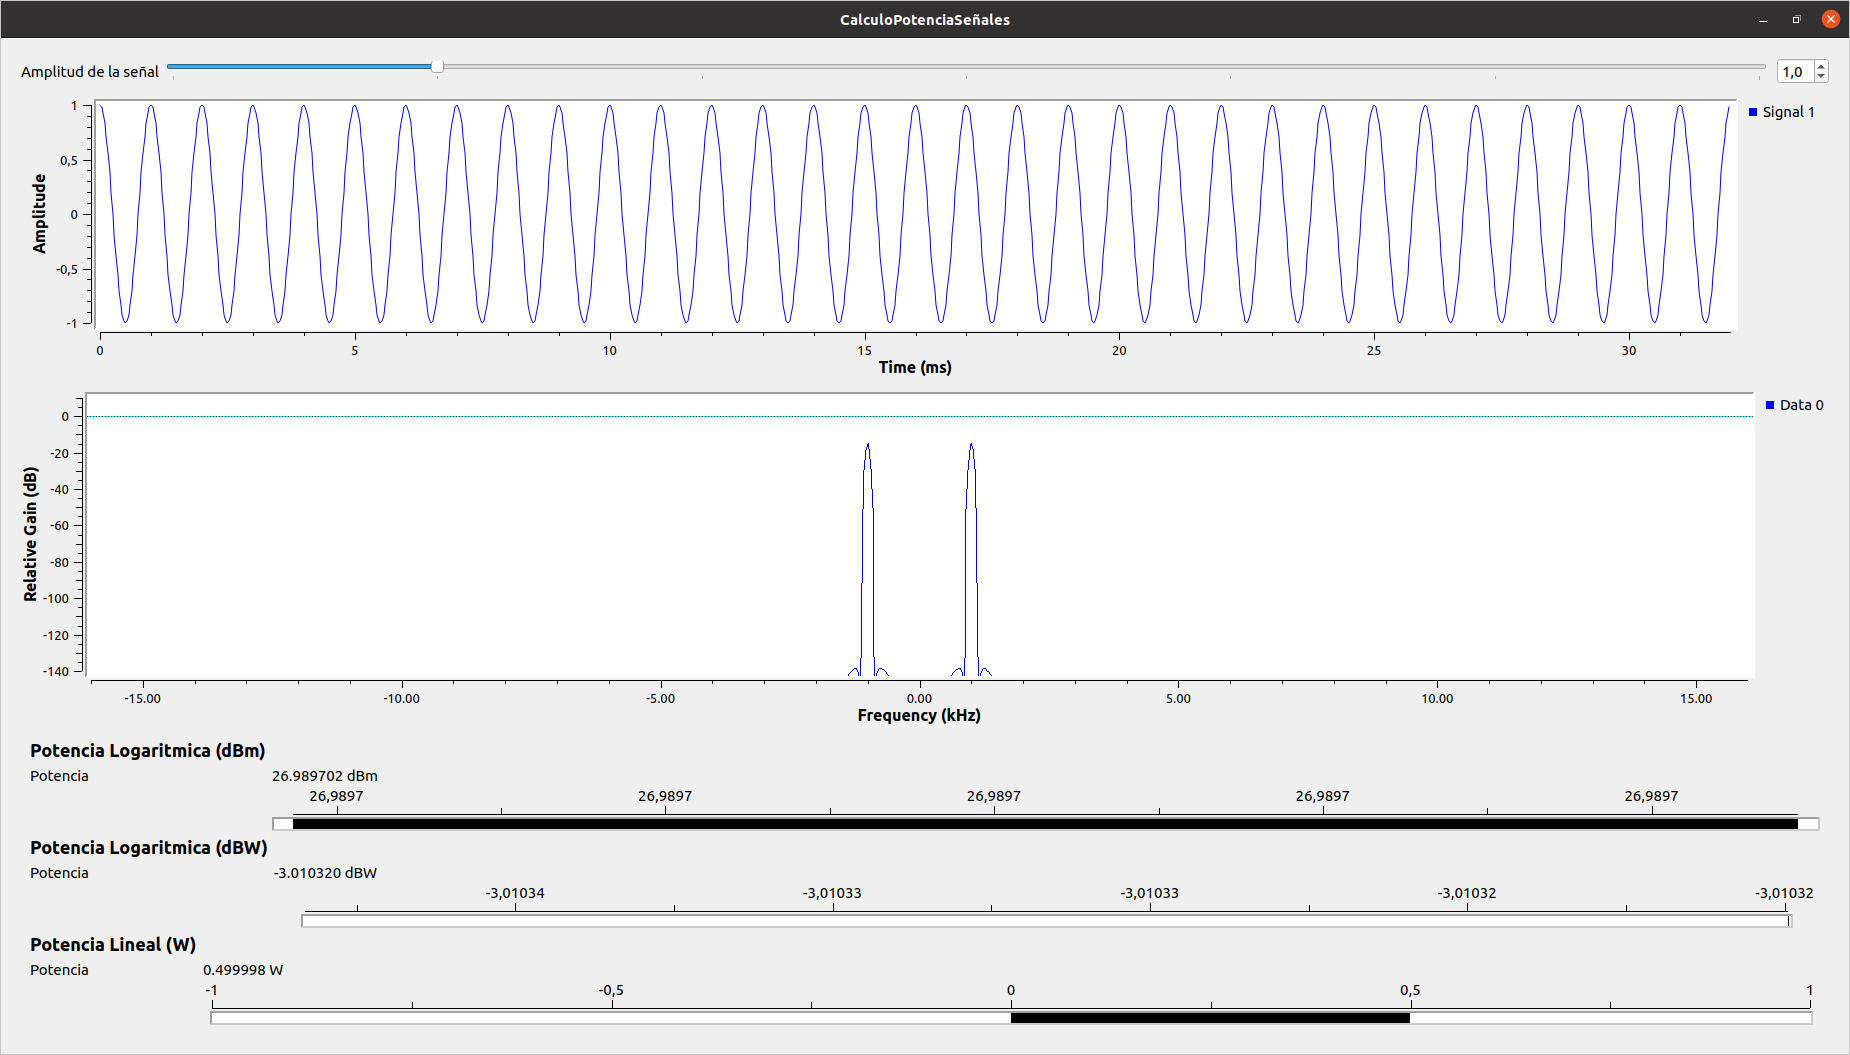 CalculoPotenciaSeñales
Amplitud de la señal
1,0
1
0,5
0
-0,5
-1
Amplitude
Signal 1
0 5 10 15 20 25 30
Time (ms)
0
-20
-40
-60
-80
-100
-120
-140
Relative Gain (dB)
Data 0
-15.00 -10.00 -5.00 0.00 5.00 10.00 15.00
Frequency (kHz)
Potencia Logaritmica (dBm)
Potencia 26.989702 dBm
26,9897 26,9897 26,9897 26,9897 26,9897
Potencia Logaritmica (dBW)
Potencia -3.010320 dBW
-3,01034 -3,01033 -3,01033 -3,01032 -3,01032
Potencia Lineal (W)
Potencia 0.499998 W
-1 -0,5 0 0,5 1